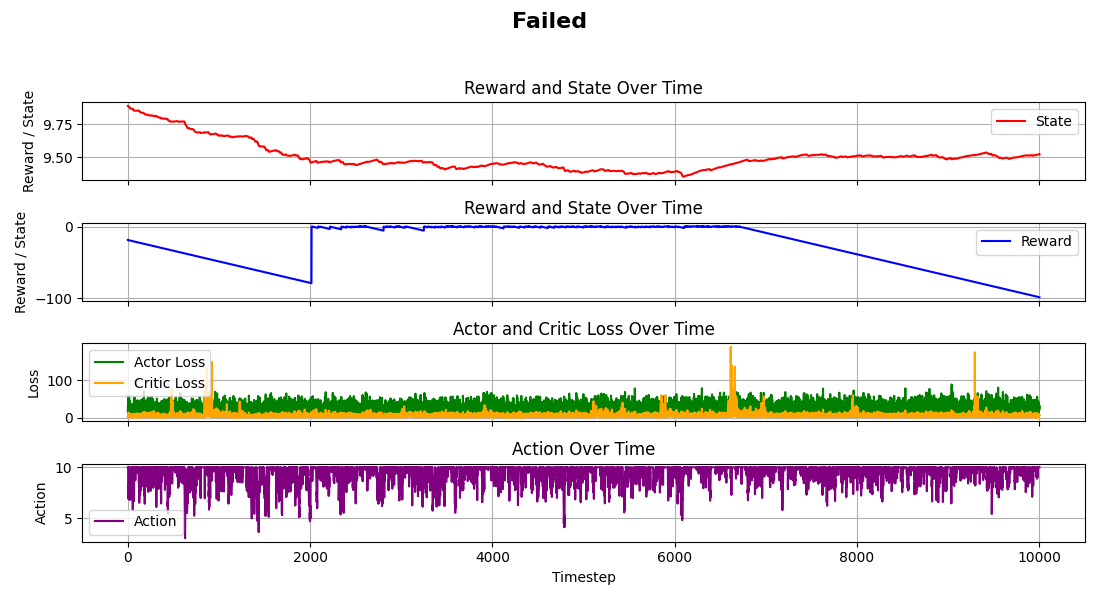 Failed
Reward and State Over Time
Reward / State
9.75
9.50
State
Reward and State Over Time
Reward / State
0
−100
Reward
Actor and Critic Loss Over Time
Loss
100
0
Actor Loss
Critic Loss
Action Over Time
Action
10
5
Action
0 2000 4000 6000 8000 10000
Timestep